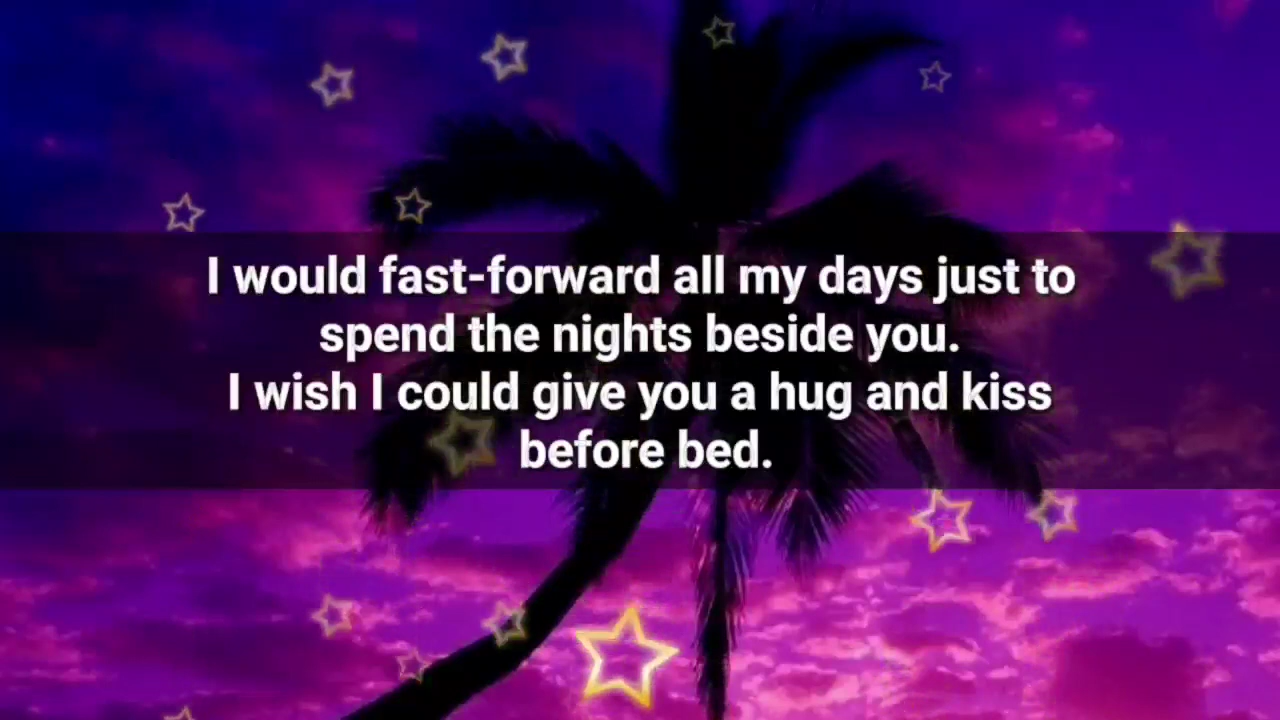 I would fast-forward all my days just to
spend the nights beside you.
I wish I could give you a hug and kiss
before bed.